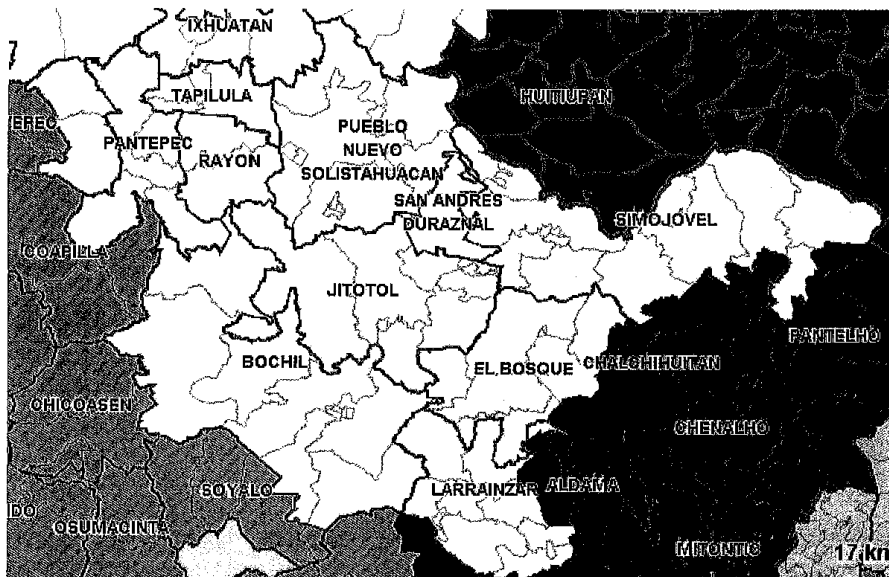 IXHUATAN
TAPILULA
HUITIUPAN
PUEBLO
NUEVO
SOLISTAHUACAN
PANTEPEC
RAYON
SAN ANDRES
DURAZNAL
SIMOJOVEL
COAPILLA
JITOTOL
PANTELHO
BOCHIL
EL BOSQUE
CHALCHIHUITAN
CHICOASEN
CHENALHO
SOYALO
LARRAINZAR
ALDAMA
OSUMACINTA
MITONTIC
17 km